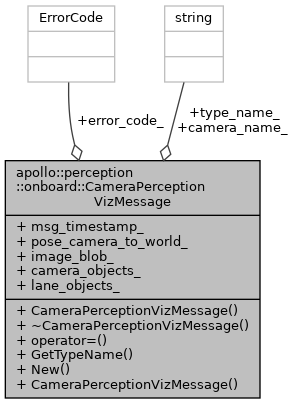 ErrorCode
string
+error_code_
+type_name_
+camera_name_
apollo::perception
::onboard::CameraPerception
VizMessage
+ msg_timestamp_
+ pose_camera_to_world_
+ image_blob_
+ camera_objects_
+ lane_objects_
+ CameraPerceptionVizMessage()
+ ~CameraPerceptionVizMessage()
+ operator=()
+ GetTypeName()
+ New()
+ CameraPerceptionVizMessage()